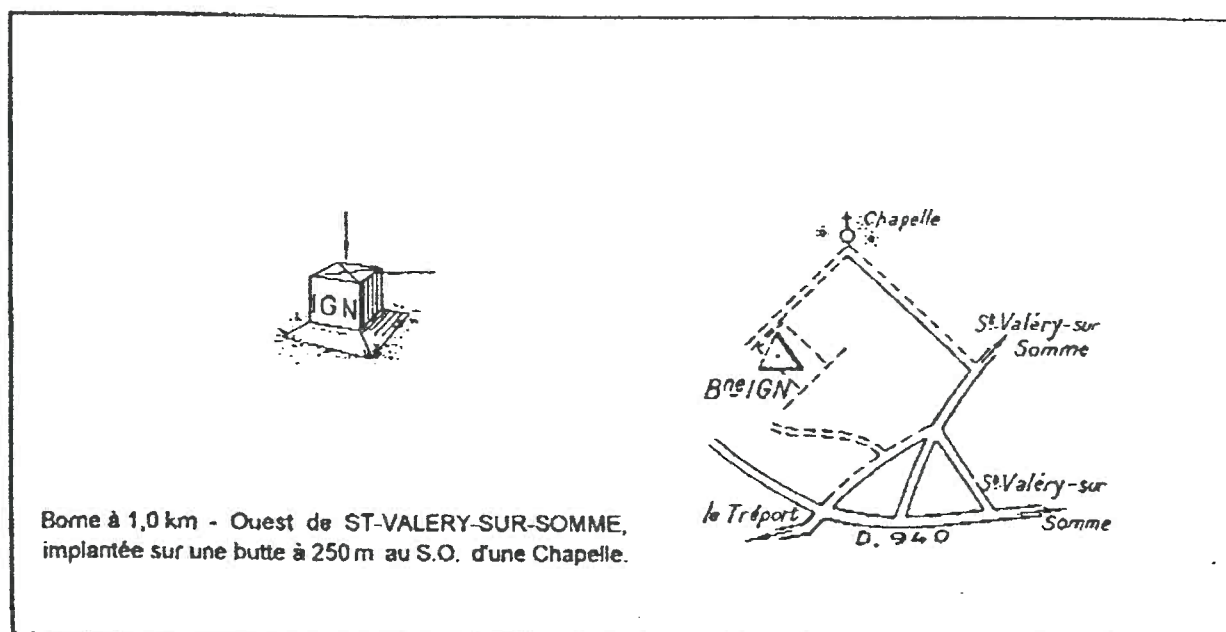 IGN
Borne à 1,0 km - Ouest de ST-VALERY-SUR-SOMME,
implantée sur une butte à 250 m au S.O. d'une Chapelle.
Chapelle
St Valéry-sur
Somme
Bne IGN
St Valéry-sur
Somme
le Tréport
D. 940